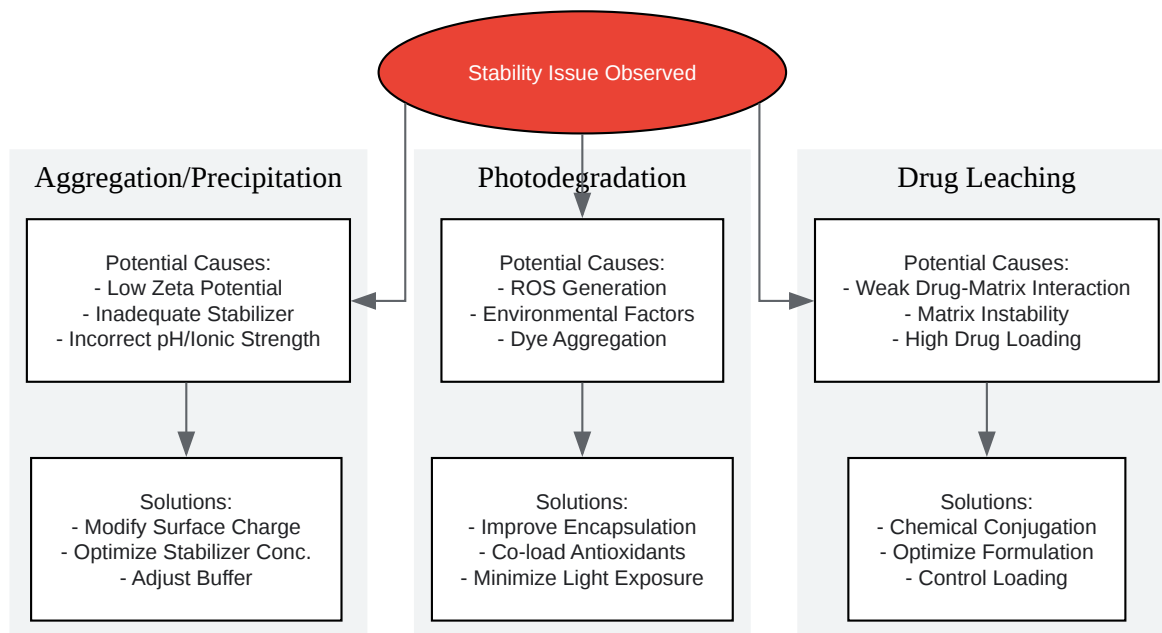 Stability Issue Observed
Aggregation/Precipitation
Potential Causes:
- Low Zeta Potential
- Inadequate Stabilizer
- Incorrect pH/Ionic Strength
Solutions:
- Modify Surface Charge
- Optimize Stabilizer Conc.
- Adjust Buffer
Photodegradation
Potential Causes:
- ROS Generation
- Environmental Factors
- Dye Aggregation
Solutions:
- Improve Encapsulation
- Co-load Antioxidants
- Minimize Light Exposure
Drug Leaching
Potential Causes:
- Weak Drug-Matrix Interaction
- Matrix Instability
- High Drug Loading
Solutions:
- Chemical Conjugation
- Optimize Formulation
- Control Loading